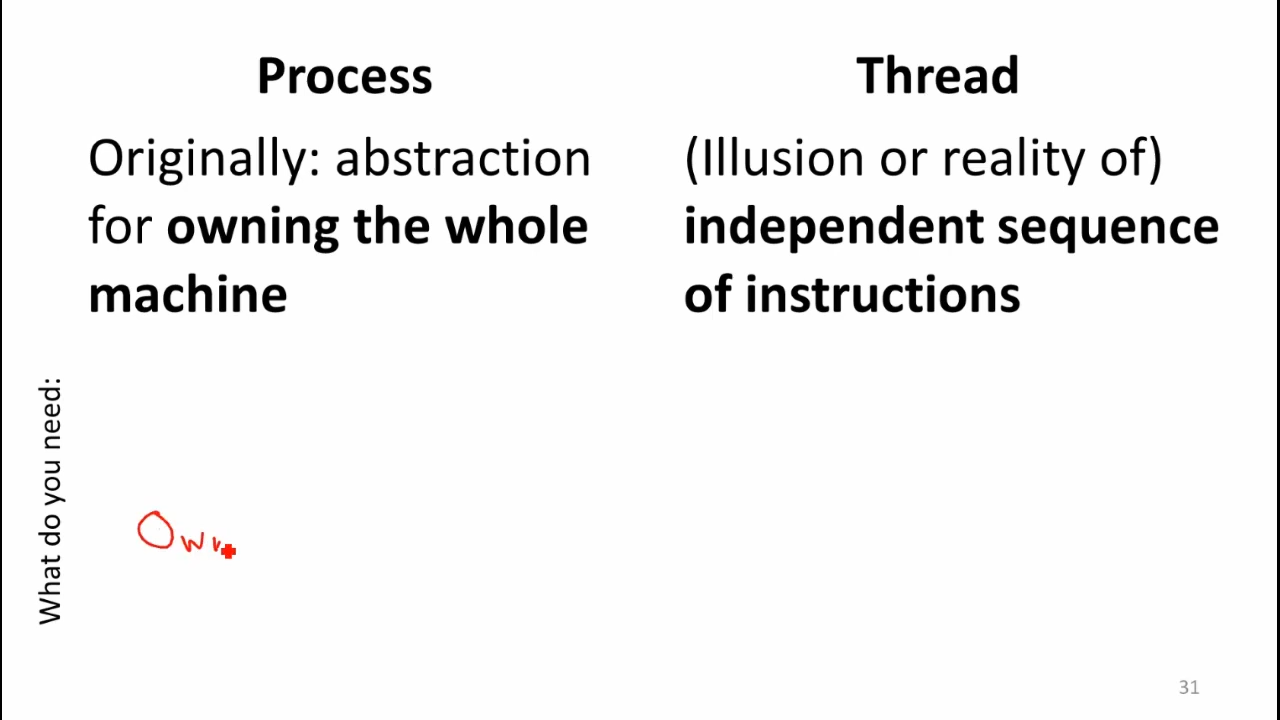 Process
Originally: abstraction
for owning the whole
machine
Thread
(Illusion or reality of)
independent sequence
of instructions
What do you need:
Own
31